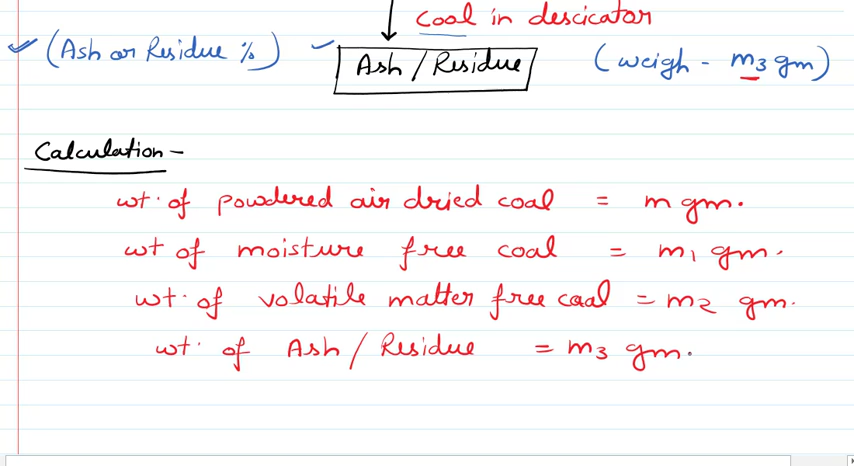 coal in descicator
(Ash or Residue %) Ash / Residue (weigh - m3 gm)
Calculation -
wt. of powdered air dried coal = m gm.
wt of moisture free coal = m1 gm.
wt. of volatile matter free coal = m2 gm.
wt. of Ash / Residue = m3 gm.